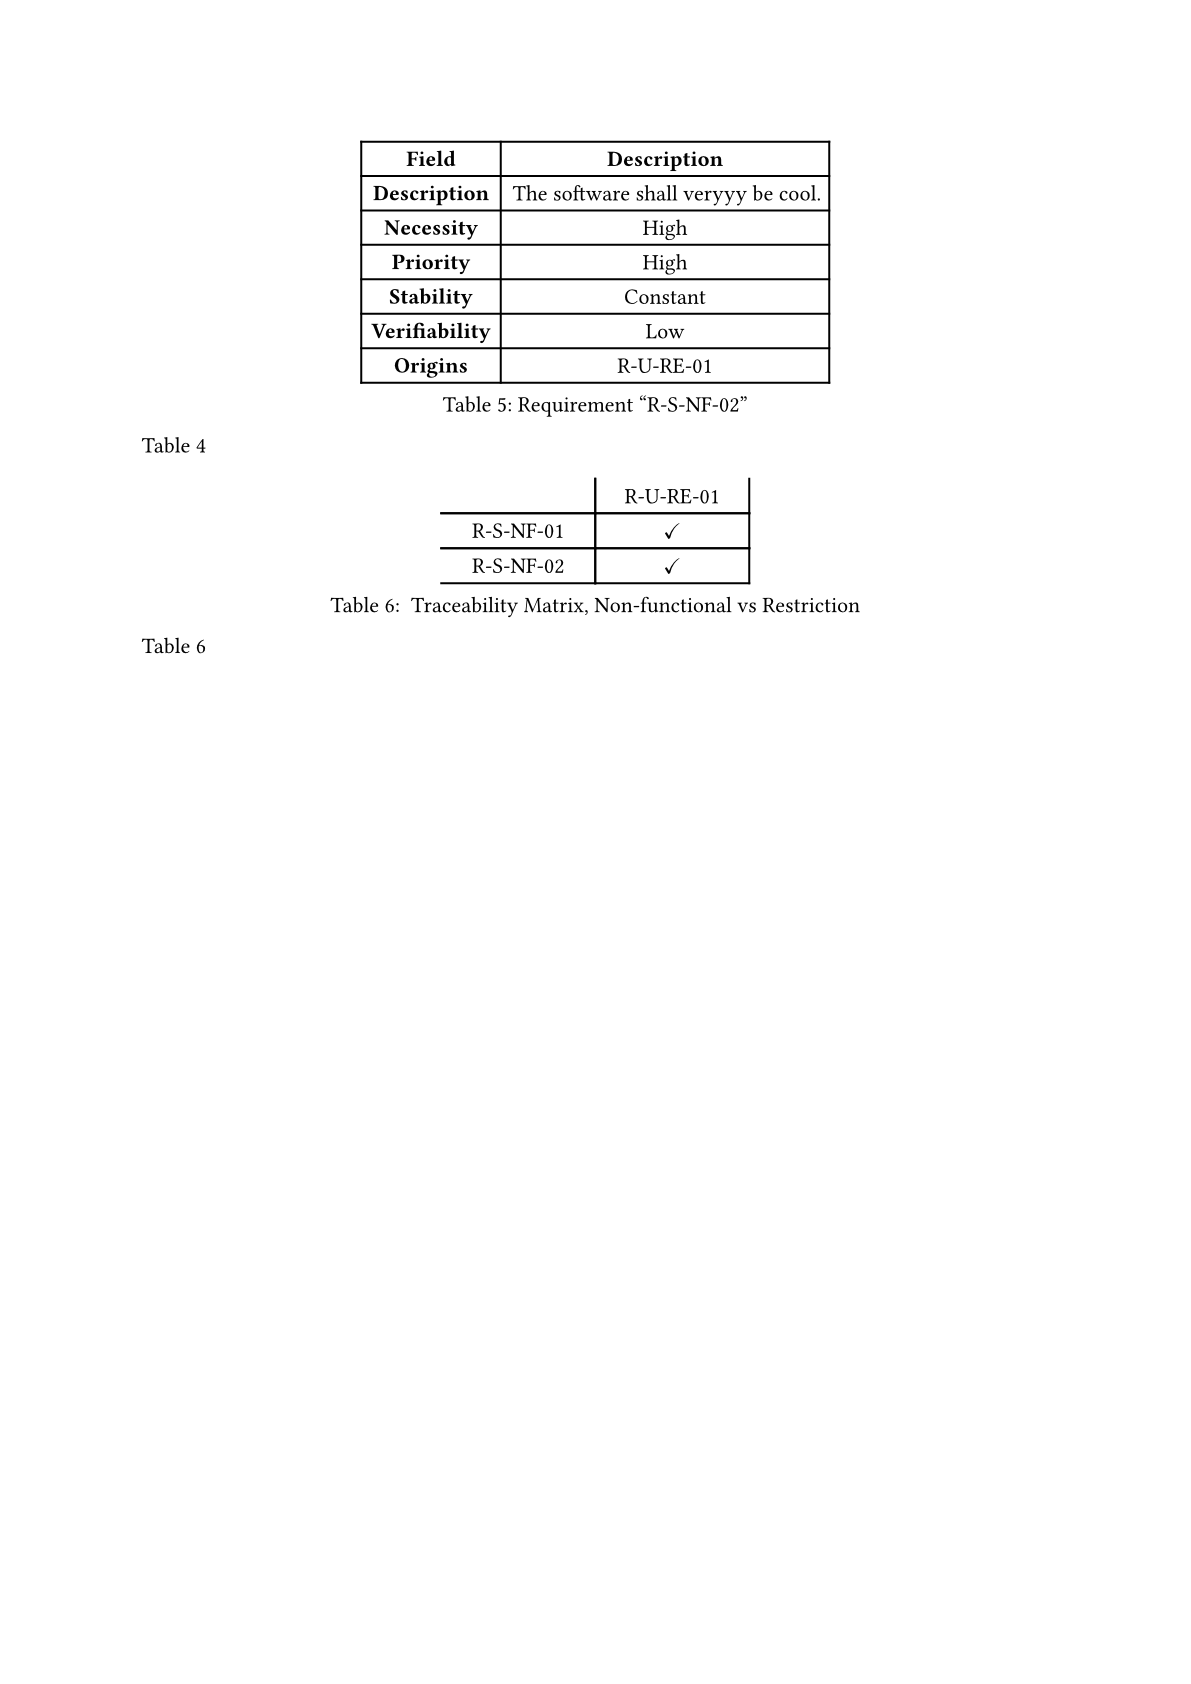 Field Description
Description The software shall veryyy be cool.
Necessity High
Priority High
Stability Constant
Verifiability Low
Origins R-U-RE-01
Table 5: Requirement “R-S-NF-02”
Table 4
R-U-RE-01
R-S-NF-01 ✓
R-S-NF-02 ✓
Table 6: Traceability Matrix, Non-functional vs Restriction
Table 6